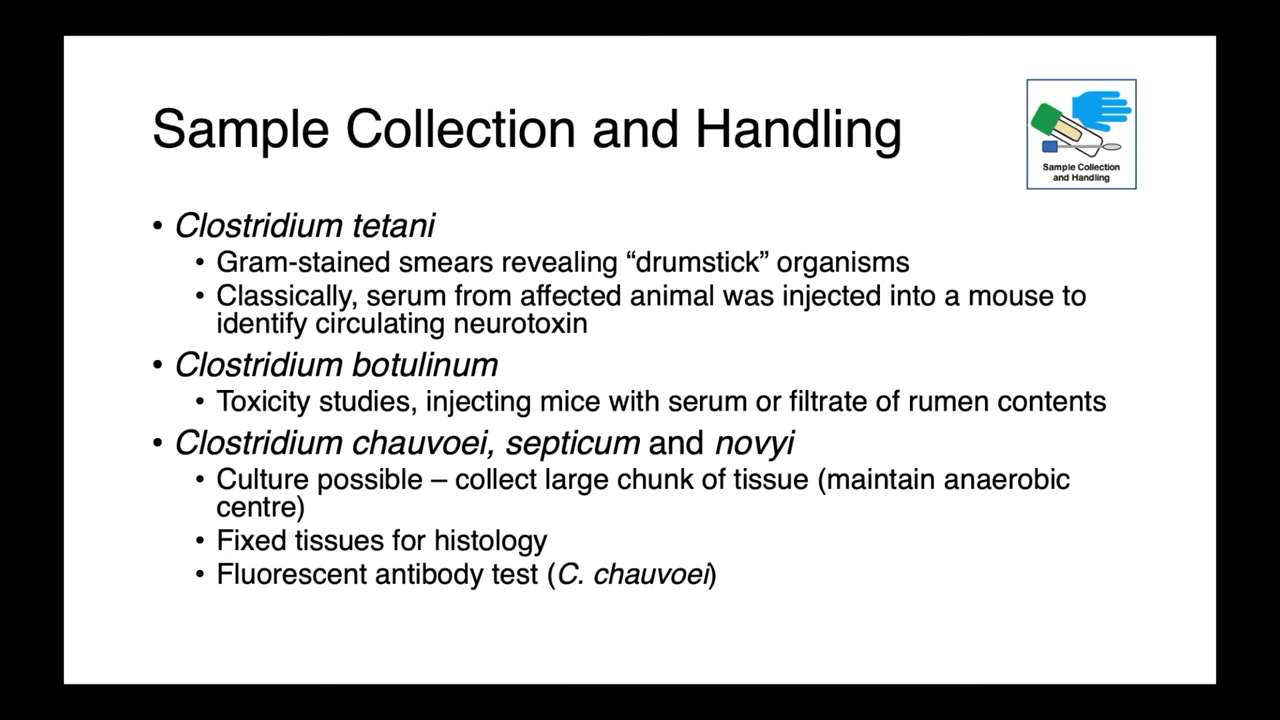 Sample Collection and Handling
Sample Collection
and Handling
• Clostridium tetani
• Gram-stained smears revealing “drumstick” organisms
• Classically, serum from affected animal was injected into a mouse to
identify circulating neurotoxin
• Clostridium botulinum
• Toxicity studies, injecting mice with serum or filtrate of rumen contents
• Clostridium chauvoei, septicum and novyi
• Culture possible – collect large chunk of tissue (maintain anaerobic
centre)
• Fixed tissues for histology
• Fluorescent antibody test (C. chauvoei)